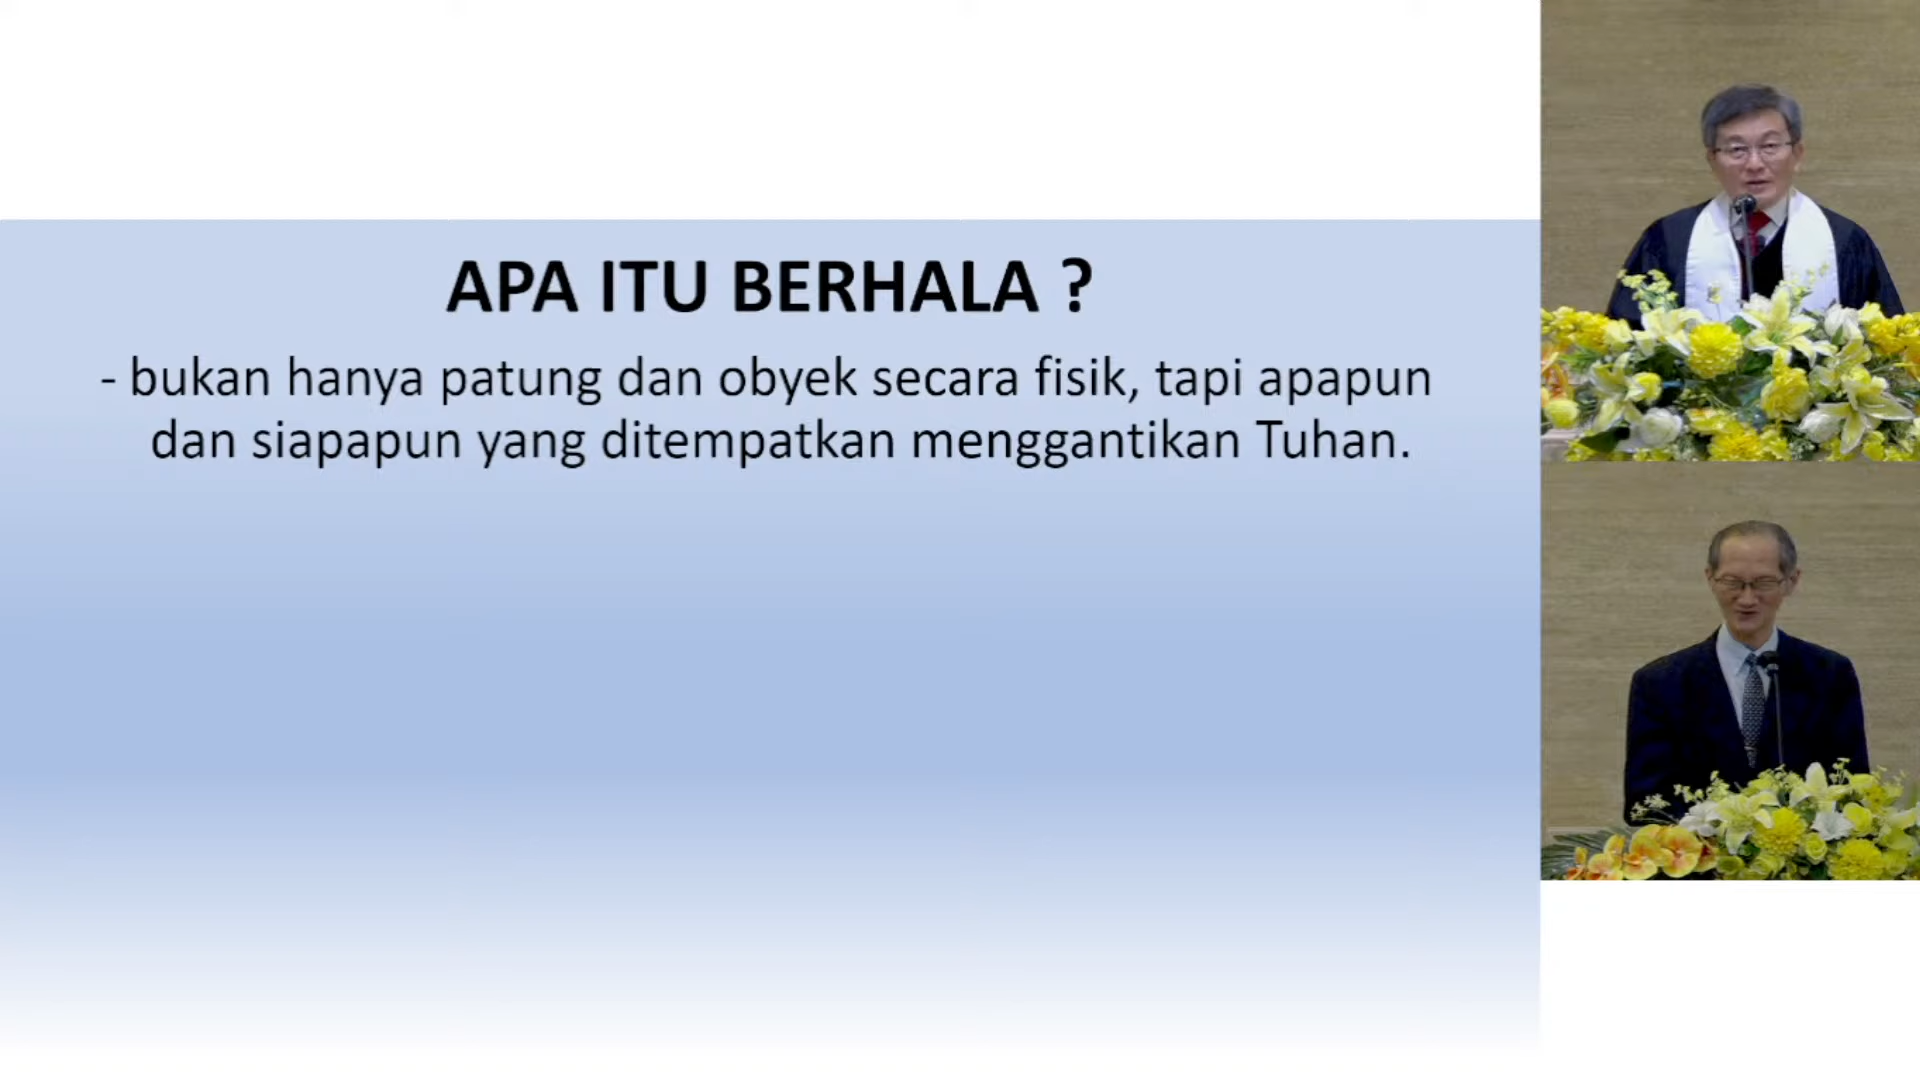 APA ITU BERHALA ?
- bukan hanya patung dan obyek secara fisik, tapi apapun
dan siapapun yang ditempatkan menggantikan Tuhan.